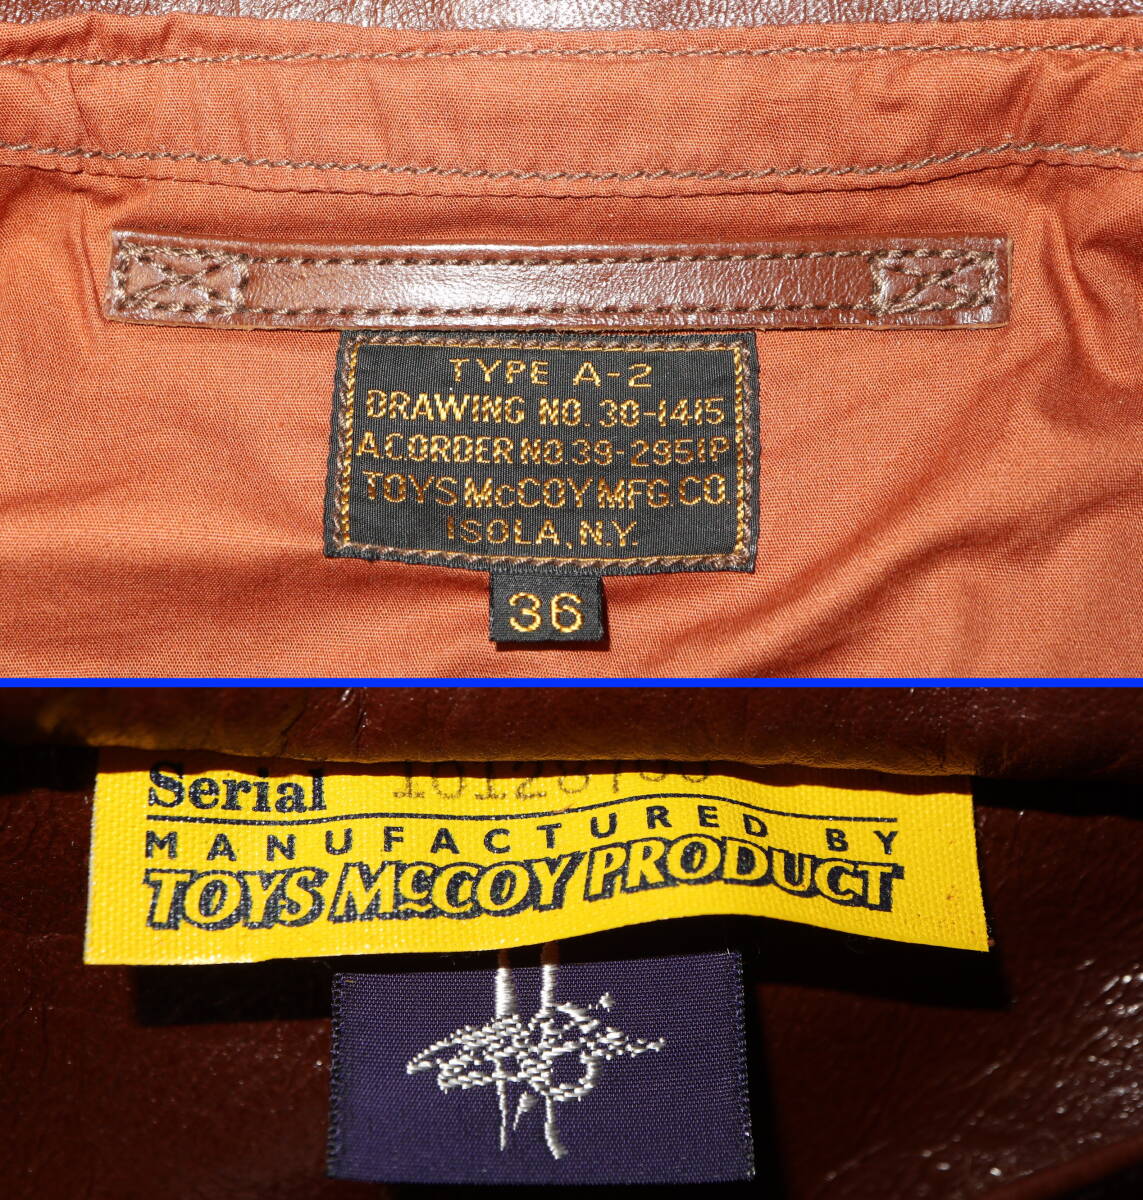 TYPE A-2
DRAWING NO. 30-1415
A.C. ORDER NO. 39-2951P
TOYS McCOY MFG. CO
ISOLA, N.Y.
36
Serial
MANUFACTURED BY
TOYS McCOY PRODUCT